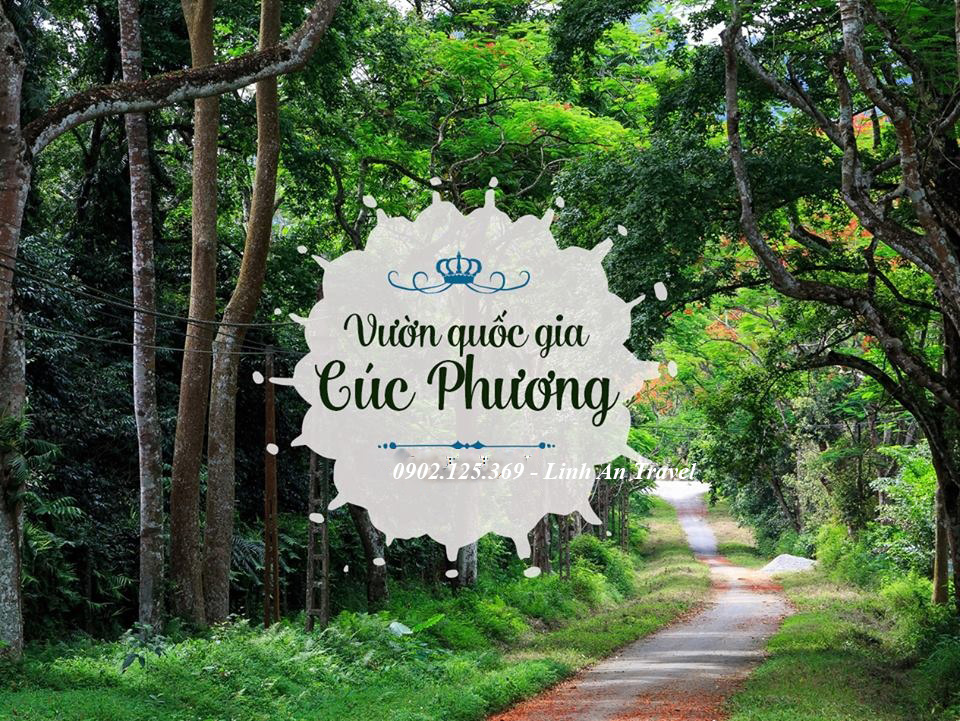 Vườn quốc gia
Cúc Phương
0902.125.369 - Linh An Travel